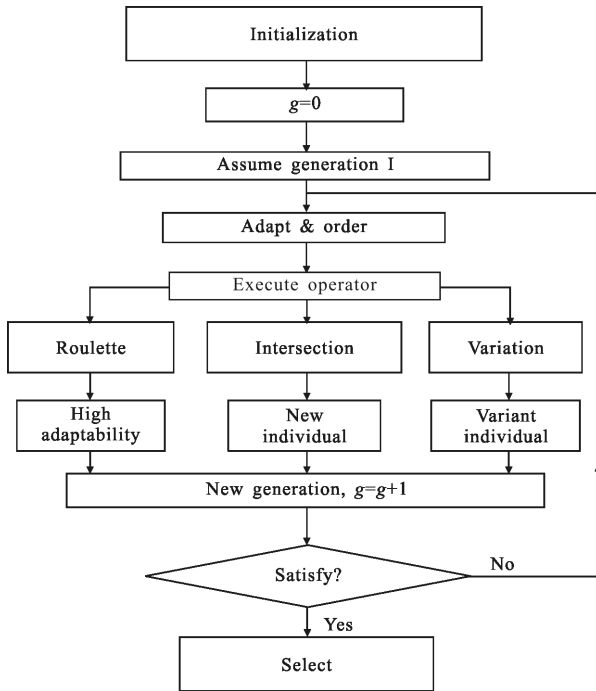 Initialization
g=0
Assume generation I
Adapt & order
Execute operator
Roulette
Intersection
Variation
High
adaptability
New
individual
Variant
individual
New generation, g=g+1
Satisfy?
No
Yes
Select